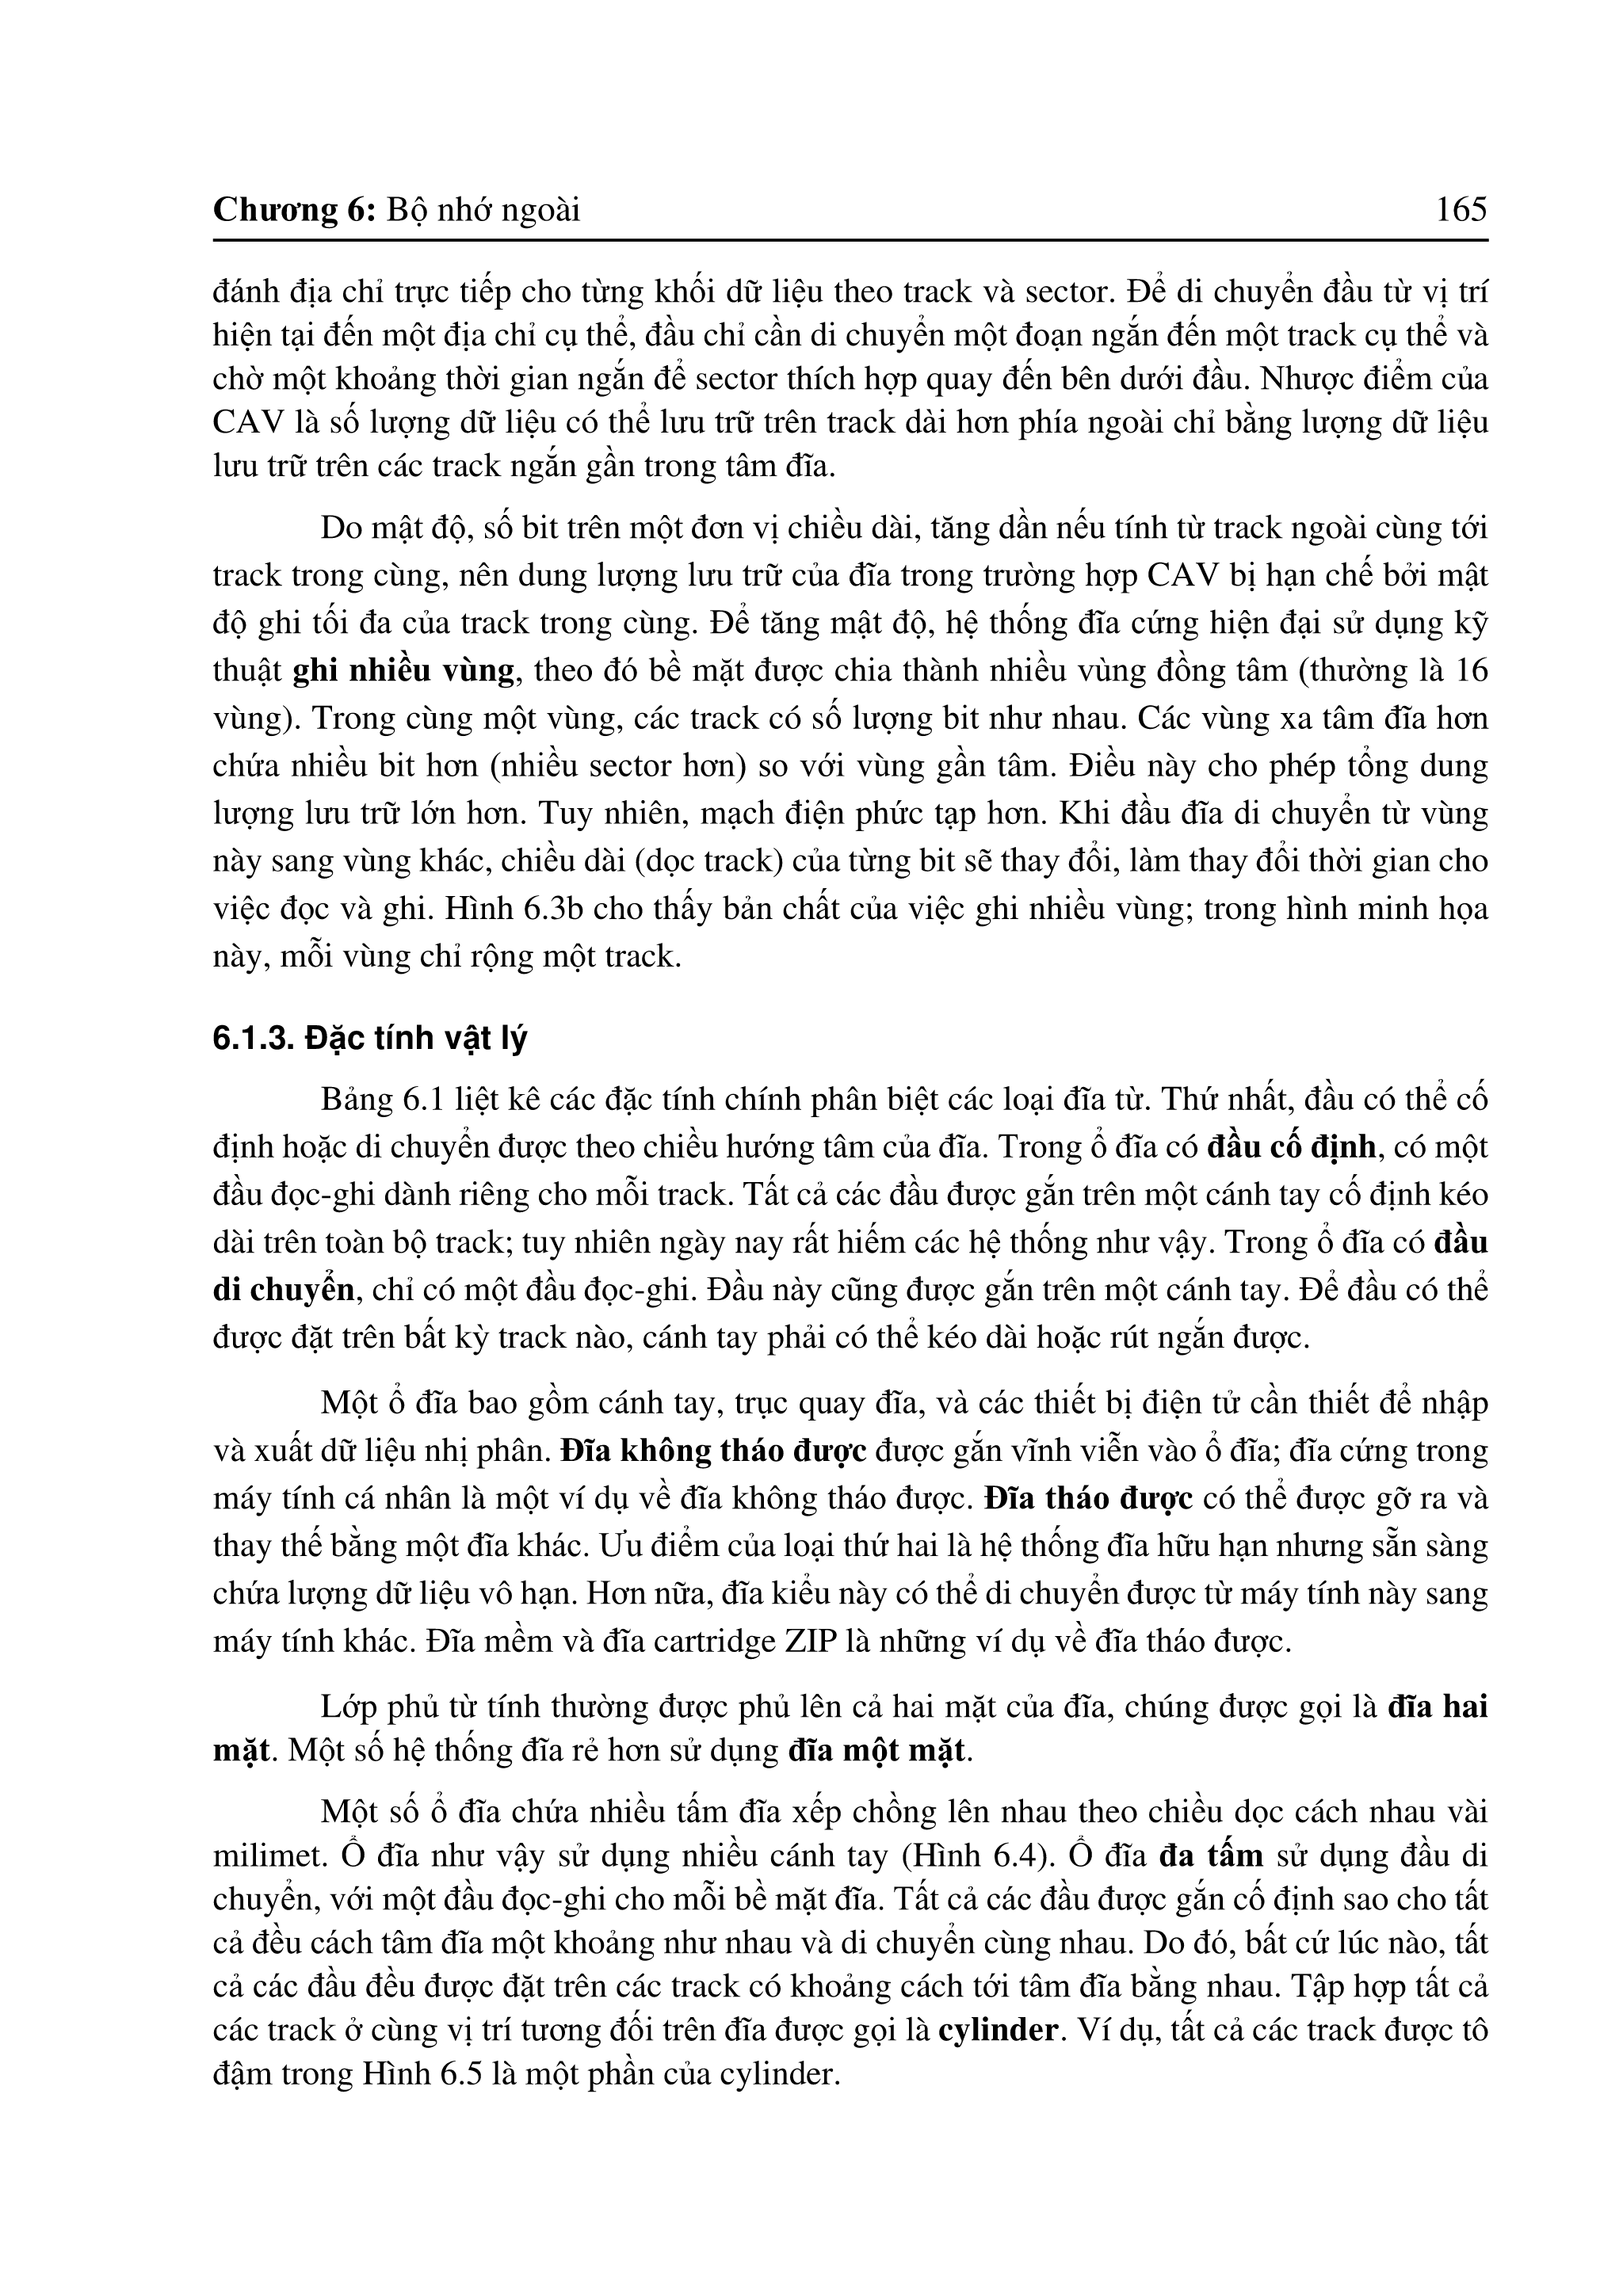 Chương 6: Bộ nhớ ngoài 165
đánh địa chỉ trực tiếp cho từng khối dữ liệu theo track và sector. Để di chuyển đầu từ vị trí
hiện tại đến một địa chỉ cụ thể, đầu chỉ cần di chuyển một đoạn ngắn đến một track cụ thể và
chờ một khoảng thời gian ngắn để sector thích hợp quay đến bên dưới đầu. Nhược điểm của
CAV là số lượng dữ liệu có thể lưu trữ trên track dài hơn phía ngoài chỉ bằng lượng dữ liệu
lưu trữ trên các track ngắn gần trong tâm đĩa.
Do mật độ, số bit trên một đơn vị chiều dài, tăng dần nếu tính từ track ngoài cùng tới
track trong cùng, nên dung lượng lưu trữ của đĩa trong trường hợp CAV bị hạn chế bởi mật
độ ghi tối đa của track trong cùng. Để tăng mật độ, hệ thống đĩa cứng hiện đại sử dụng kỹ
thuật ghi nhiều vùng, theo đó bề mặt được chia thành nhiều vùng đồng tâm (thường là 16
vùng). Trong cùng một vùng, các track có số lượng bit như nhau. Các vùng xa tâm đĩa hơn
chứa nhiều bit hơn (nhiều sector hơn) so với vùng gần tâm. Điều này cho phép tổng dung
lượng lưu trữ lớn hơn. Tuy nhiên, mạch điện phức tạp hơn. Khi đầu đĩa di chuyển từ vùng
này sang vùng khác, chiều dài (dọc track) của từng bit sẽ thay đổi, làm thay đổi thời gian cho
việc đọc và ghi. Hình 6.3b cho thấy bản chất của việc ghi nhiều vùng; trong hình minh họa
này, mỗi vùng chỉ rộng một track.
6.1.3. Đặc tính vật lý
Bảng 6.1 liệt kê các đặc tính chính phân biệt các loại đĩa từ. Thứ nhất, đầu có thể cố
định hoặc di chuyển được theo chiều hướng tâm của đĩa. Trong ổ đĩa có đầu cố định, có một
đầu đọc-ghi dành riêng cho mỗi track. Tất cả các đầu được gắn trên một cánh tay cố định kéo
dài trên toàn bộ track; tuy nhiên ngày nay rất hiếm các hệ thống như vậy. Trong ổ đĩa có đầu
di chuyển, chỉ có một đầu đọc-ghi. Đầu này cũng được gắn trên một cánh tay. Để đầu có thể
được đặt trên bất kỳ track nào, cánh tay phải có thể kéo dài hoặc rút ngắn được.
Một ổ đĩa bao gồm cánh tay, trục quay đĩa, và các thiết bị điện tử cần thiết để nhập
và xuất dữ liệu nhị phân. Đĩa không tháo được được gắn vĩnh viễn vào ổ đĩa; đĩa cứng trong
máy tính cá nhân là một ví dụ về đĩa không tháo được. Đĩa tháo được có thể được gỡ ra và
thay thế bằng một đĩa khác. Ưu điểm của loại thứ hai là hệ thống đĩa hữu hạn nhưng sẵn sàng
chứa lượng dữ liệu vô hạn. Hơn nữa, đĩa kiểu này có thể di chuyển được từ máy tính này sang
máy tính khác. Đĩa mềm và đĩa cartridge ZIP là những ví dụ về đĩa tháo được.
Lớp phủ từ tính thường được phủ lên cả hai mặt của đĩa, chúng được gọi là đĩa hai
mặt. Một số hệ thống đĩa rẻ hơn sử dụng đĩa một mặt.
Một số ổ đĩa chứa nhiều tấm đĩa xếp chồng lên nhau theo chiều dọc cách nhau vài
milimet. Ổ đĩa như vậy sử dụng nhiều cánh tay (Hình 6.4). Ổ đĩa đa tấm sử dụng đầu di
chuyển, với một đầu đọc-ghi cho mỗi bề mặt đĩa. Tất cả các đầu được gắn cố định sao cho tất
cả đều cách tâm đĩa một khoảng như nhau và di chuyển cùng nhau. Do đó, bất cứ lúc nào, tất
cả các đầu đều được đặt trên các track có khoảng cách tới tâm đĩa bằng nhau. Tập hợp tất cả
các track ở cùng vị trí tương đối trên đĩa được gọi là cylinder. Ví dụ, tất cả các track được tô
đậm trong Hình 6.5 là một phần của cylinder.